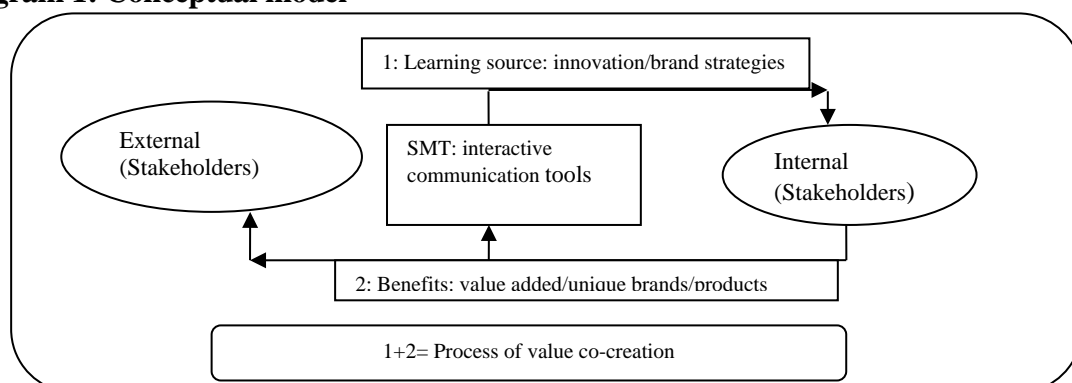 1: Learning source: innovation/brand strategies
External
(Stakeholders)
SMT: interactive
communication tools
Internal
(Stakeholders)
2: Benefits: value added/unique brands/products
1+2= Process of value co-creation